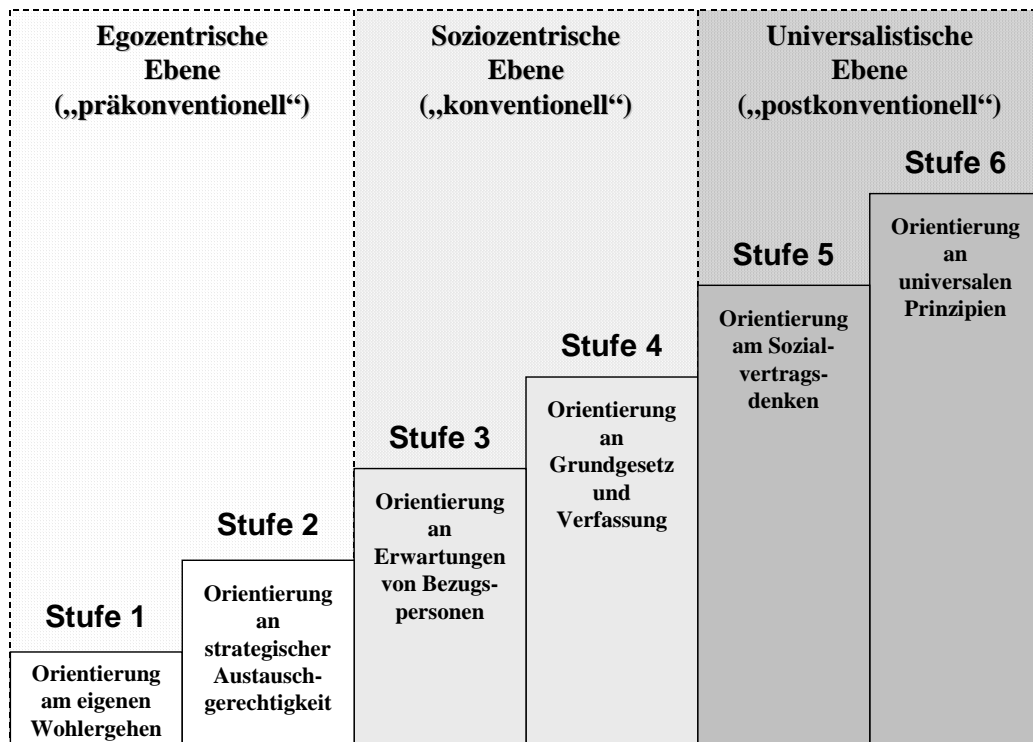 Egozentrische
Ebene
(„präkonventionell“)
Soziozentrische
Ebene
(„konventionell“)
Universalistische
Ebene
(„postkonventionell“)
Stufe 1
Orientierung
am eigenen
Wohlergehen
Stufe 2
Orientierung
an
strategischer
Austausch-
gerechtigkeit
Stufe 3
Orientierung
an
Erwartungen
von Bezugs-
personen
Stufe 4
Orientierung
an
Grundgesetz
und
Verfassung
Stufe 5
Orientierung
am Sozial-
vertrags-
denken
Stufe 6
Orientierung
an
universalen
Prinzipien